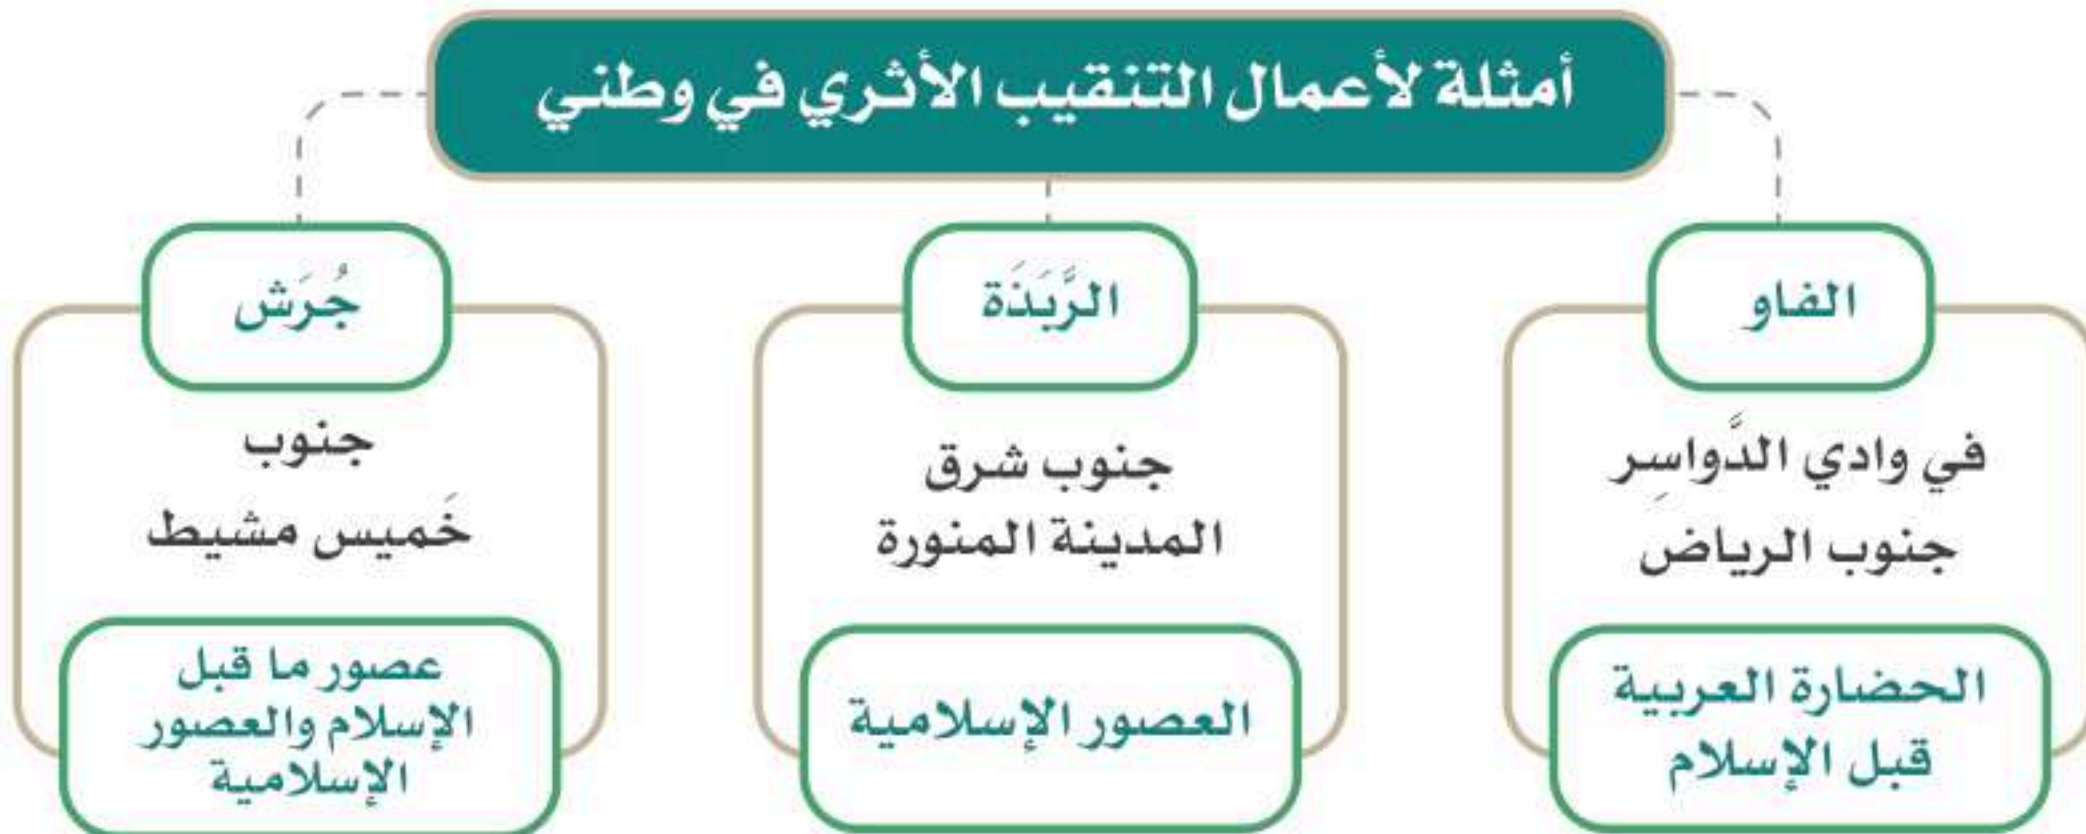 أمثلة لأعمال التنقيب الأثري في وطني
الفاو
في وادي الدَّواسِر
جنوب الرياض
الحضارة العربية
قبل الإسلام
الرَّبَذَة
جنوب شرق
المدينة المنورة
العصور الإسلامية
جُرَش
جنوب
خَميس مشيط
عصور ما قبل
الإسلام والعصور
الإسلامية